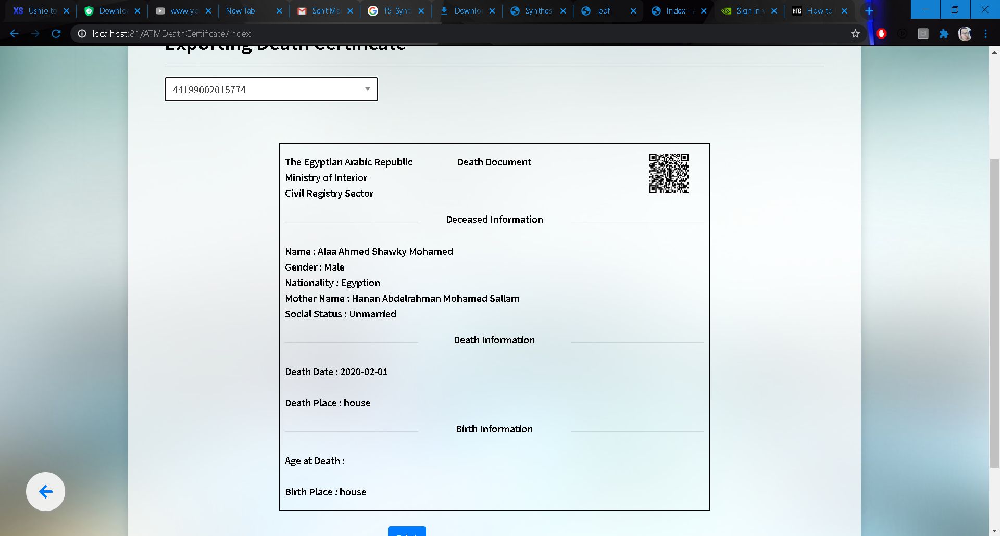 XS Ushio to
Downlo
www.yo
New Tab
Sent Ma
15. Synt
Downlo
Synthes
.pdf
Index - 
Sign in
HTG How to
localhost:81/ATMDeathCertificate/Index
Exporting Death Certificate
44199002015774
The Egyptian Arabic Republic
Death Document
Ministry of Interior
Civil Registry Sector
Deceased Information
Name : Alaa Ahmed Shawky Mohamed
Gender : Male
Nationality : Egyption
Mother Name : Hanan Abdelrahman Mohamed Sallam
Social Status : Unmarried
Death Information
Death Date : 2020-02-01
Death Place : house
Birth Information
Age at Death :
Birth Place : house